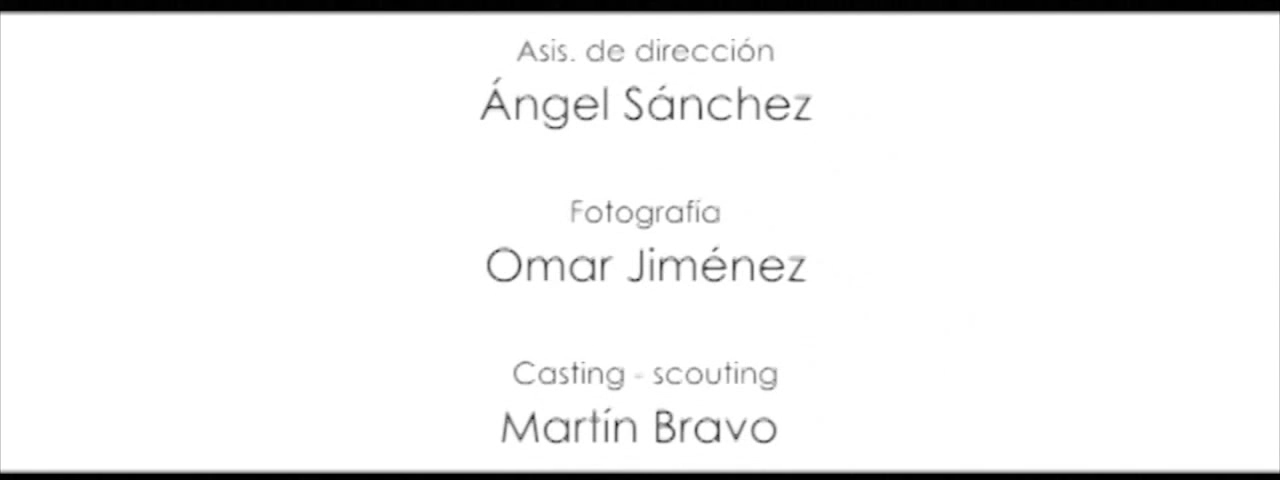 Asis. de dirección
Ángel Sánchez
Fotografía
Omar Jiménez
Casting - scouting
Martín Bravo